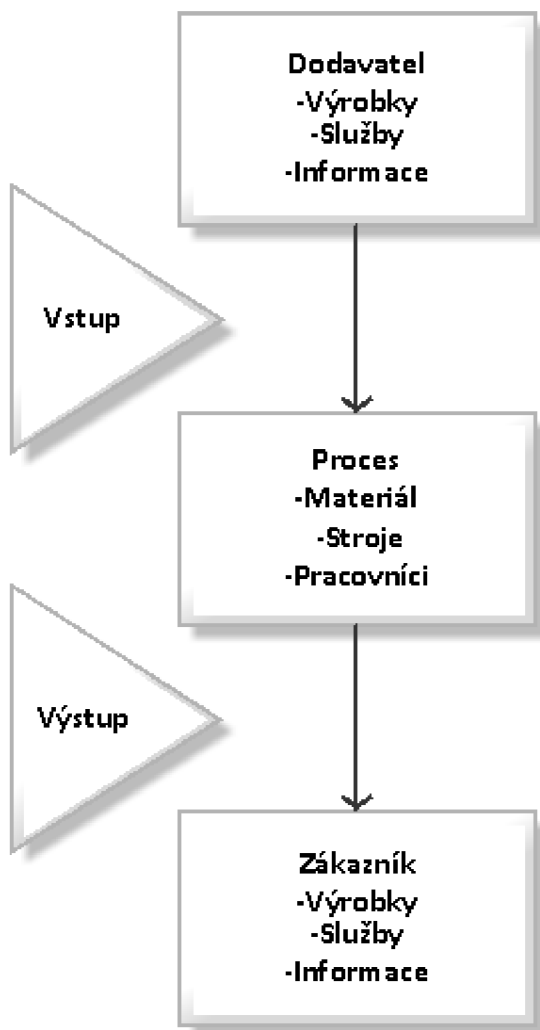 Dodavatel
-Výrobky
-Služby
-Informace
Vstup
Proces
-Materiál
-Stroje
-Pracovníci
Výstup
Zákazník
-Výrobky
-Služby
-Informace